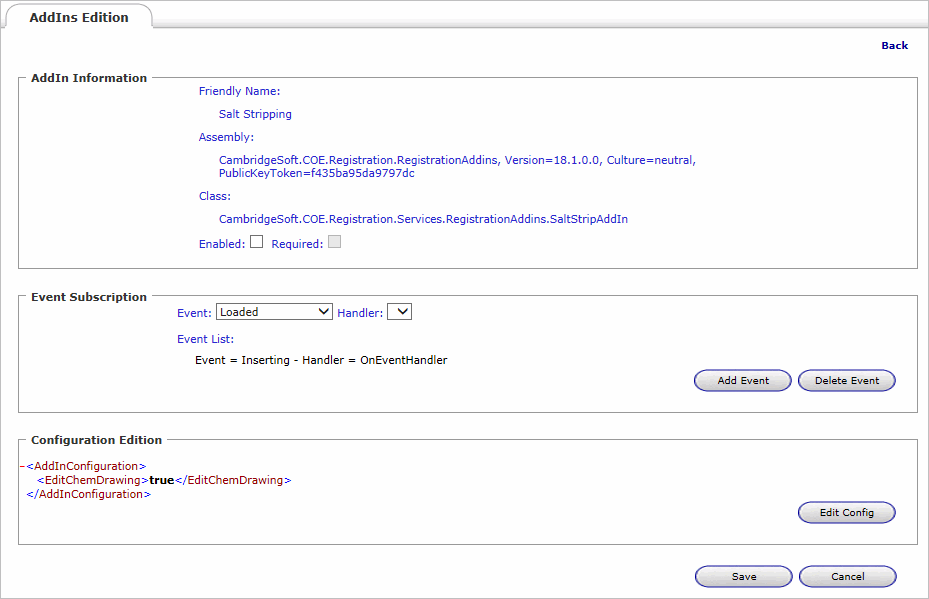 AddIns Edition
Back
AddIn Information
Friendly Name:
Salt Stripping
Assembly:
CambridgeSoft.COE.Registration.RegistrationAddins, Version=18.1.0.0, Culture=neutral,
PublicKeyToken=f435ba95da9797dc
Class:
CambridgeSoft.COE.Registration.Services.RegistrationAddins.SaltStripAddIn
Enabled: Required:
Event Subscription
Event: Loaded Handler:
Event List:
Event = Inserting - Handler = OnEventHandler
Add Event Delete Event
Configuration Edition
-<AddInConfiguration>
<EditChemDrawing>true</EditChemDrawing>
</AddInConfiguration>
Edit Config
Save Cancel